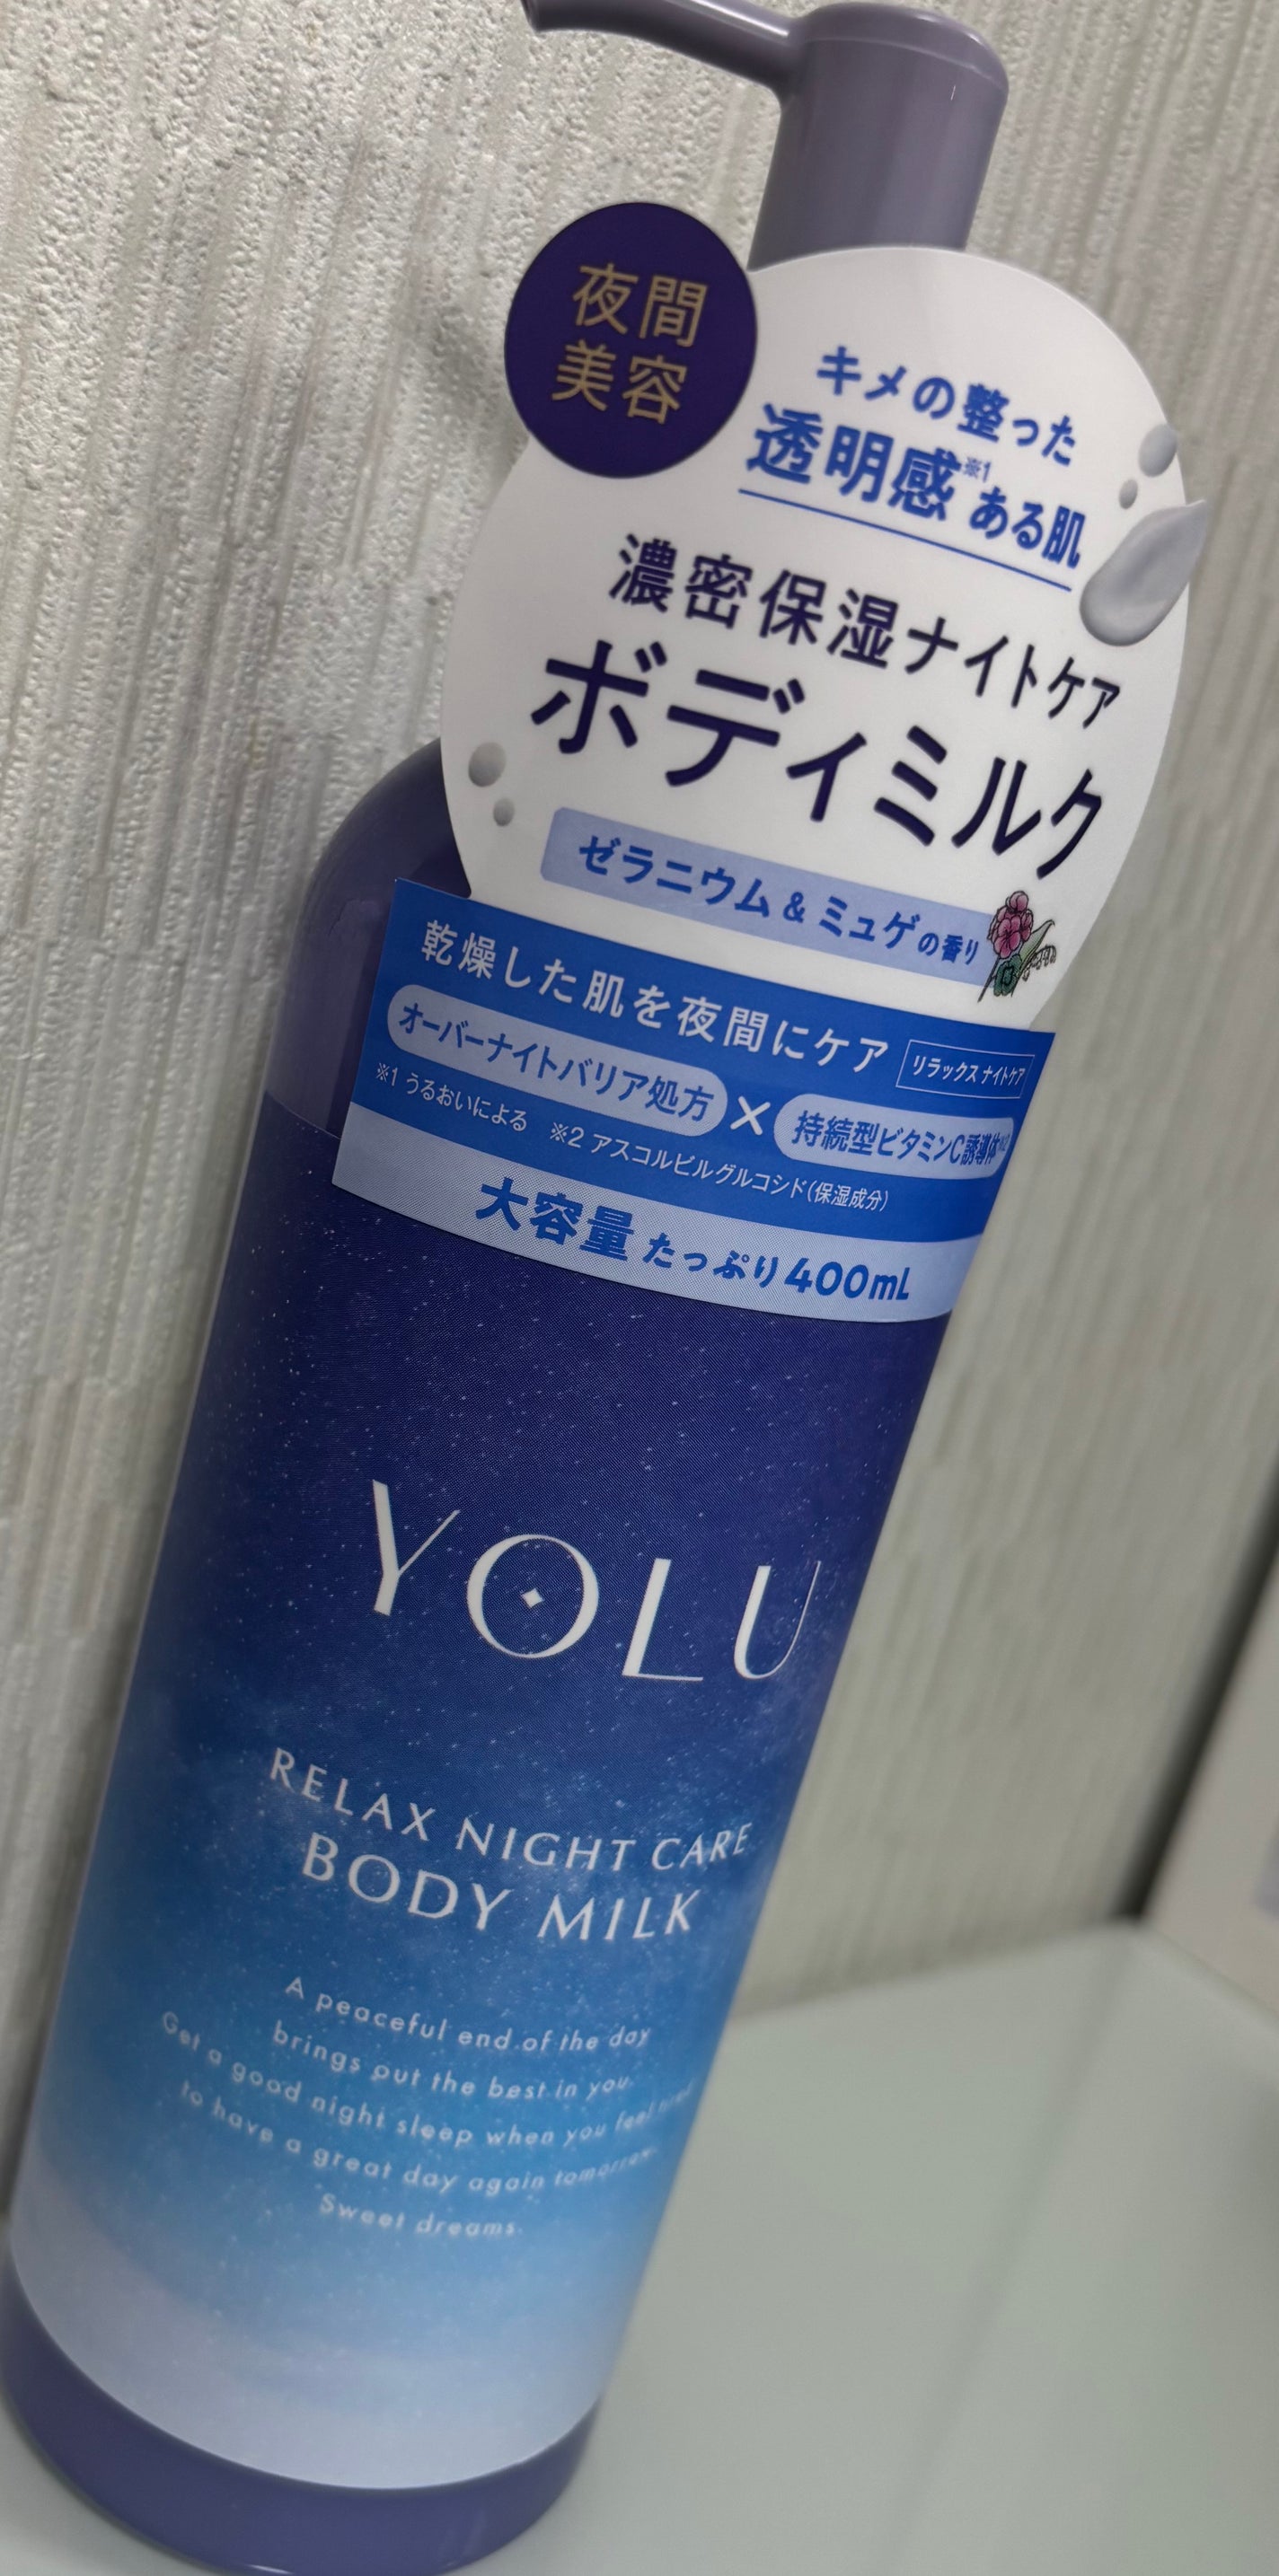 夜間
美容
キメの整った
透明感※1ある肌
濃密保湿ナイトケア
ボディミルク
ゼラニウム & ミュゲの香り
乾燥した肌を夜間にケア リラックス ナイトケア
オーバーナイトバリア処方 × 持続型ビタミンC誘導体※2
※1 うるおいによる ※2 アスコルビルグルコシド(保湿成分)
大容量 たっぷり400mL
YOLU
RELAX NIGHT CARE
BODY MILK
A peaceful end of the day
brings out the best in you.
Get a good night sleep when you feel tired
to have a great day again tomorrow.
Sweet dreams.